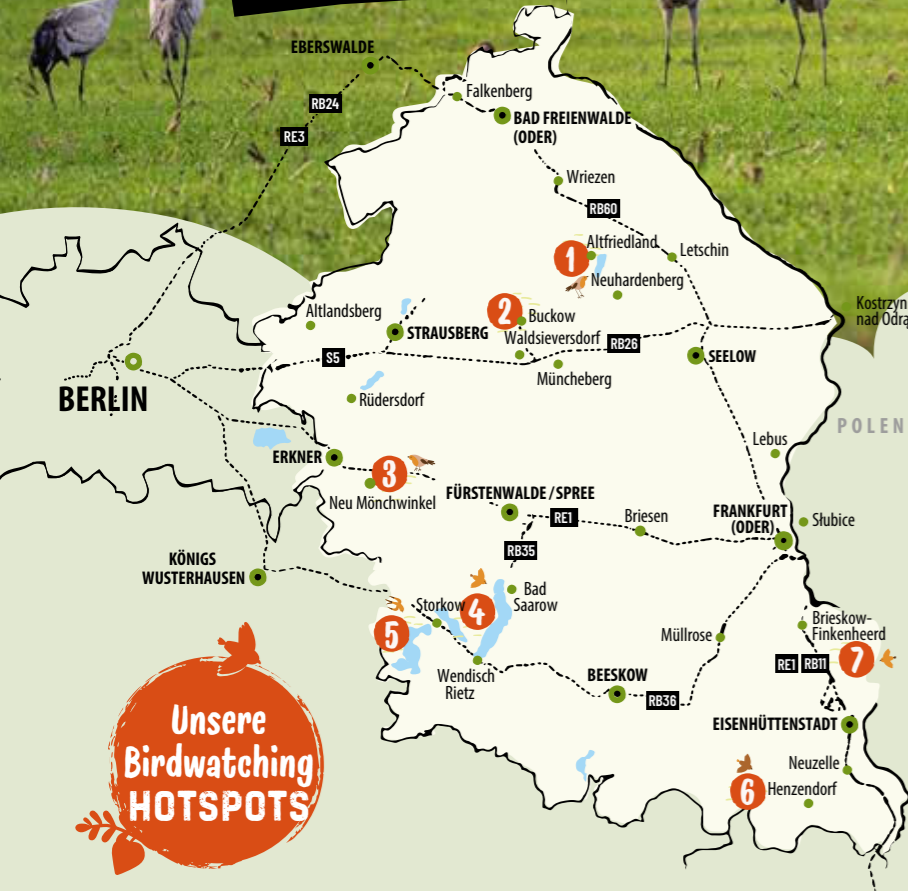 EBERSWALDE
RB24
RE3
Falkenberg
BAD FREIENWALDE
(ODER)
Wriezen
RB60
1
Altfriedland
Letschin
Neuhardenberg
Kostrzyn
nad Odrą
Altlandsberg
2
Buckow
STRAUSBERG
Waldsieversdorf
RB26
S5
SEELOW
Müncheberg
BERLIN
Rüdersdorf
POLEN
Lebus
ERKNER
3
Neu Mönchwinkel
FÜRSTENWALDE / SPREE
RE1
Briesen
FRANKFURT
(ODER)
Słubice
KÖNIGS
WUSTERHAUSEN
RB35
Bad
Saarow
Storkow
4
5
Müllrose
Brieskow-
Finkenheerd
RE1
RB11
7
Wendisch
Rietz
BEESKOW
RB36
EISENHÜTTENSTADT
Neuzelle
6
Henzendorf
Unsere
Birdwatching
HOTSPOTS